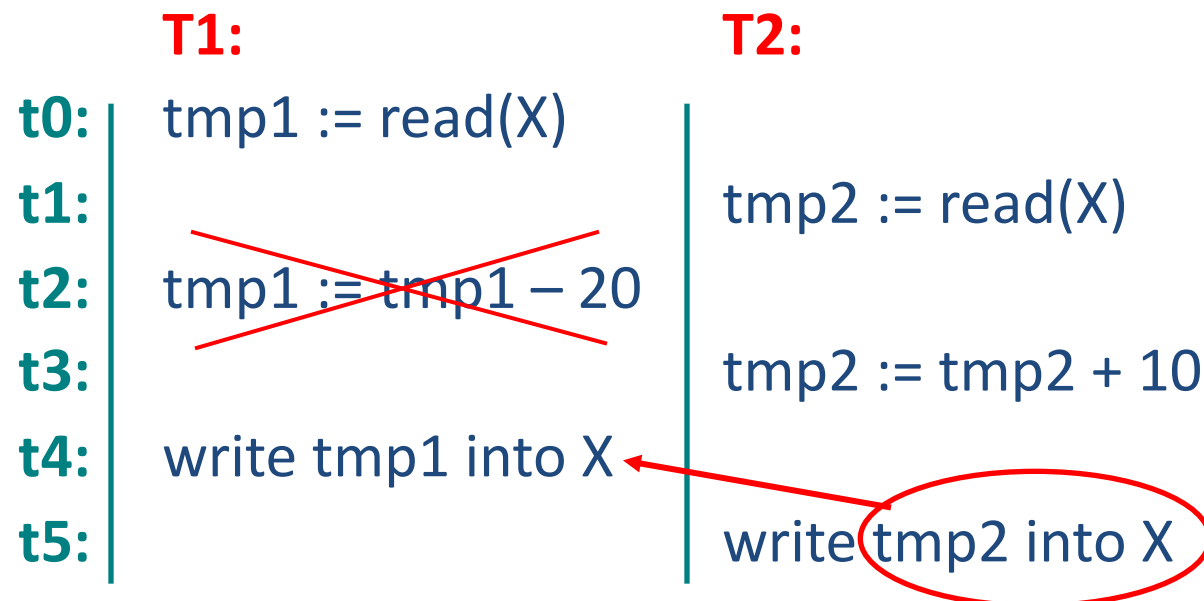 T1: T2:
t0: tmp1 := read(X)
t1: tmp2 := read(X)
t2: tmp1 := tmp1 – 20
t3: tmp2 := tmp2 + 10
t4: write tmp1 into X
t5: write tmp2 into X